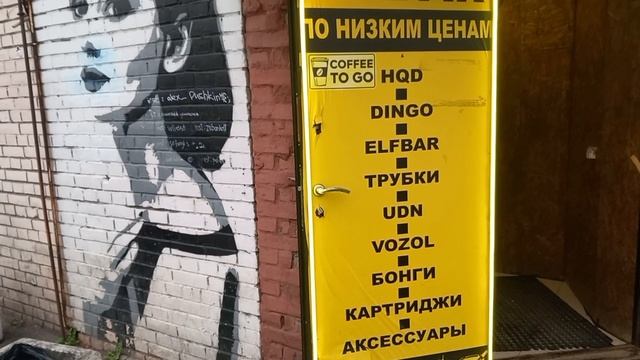 ПО НИЗКИМ ЦЕНАМ
COFFEE
TO GO
HQD
DINGO
ELFBAR
ТРУБКИ
UDN
VOZOL
БОНГИ
КАРТРИДЖИ
АКСЕССУАРЫ